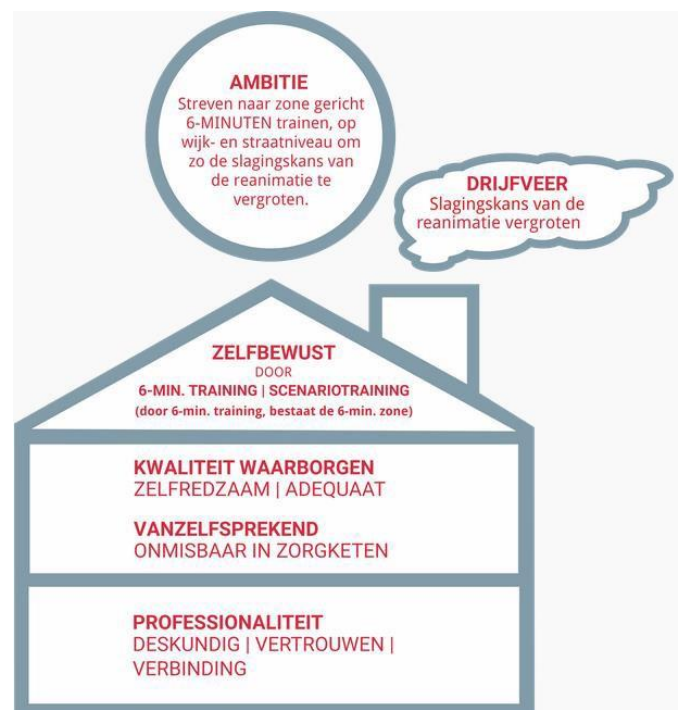 AMBITIE
Streven naar zone gericht
6-MINUTEN trainen, op
wijk- en straatniveau om
zo de slagingskans van
de reanimatie te
vergroten.
DRIJFVEER
Slagingskans van de
reanimatie vergroten
ZELFBEWUST
DOOR
6-MIN. TRAINING | SCENARIOTRAINING
(door 6-min. training, bestaat de 6-min. zone)
KWALITEIT WAARBORGEN
ZELFREDZAAM | ADEQUAAT
VANZELFSPREKEND
ONMISBAAR IN ZORGKETEN
PROFESSIONALITEIT
DESKUNDIG | VERTROUWEN |
VERBINDING